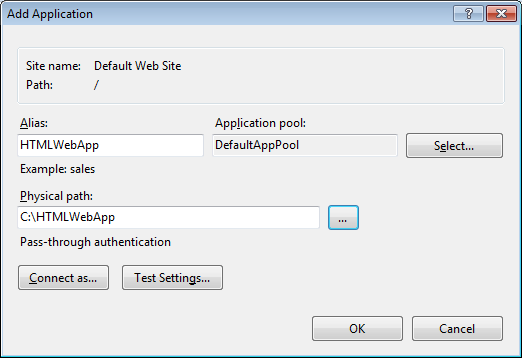 Add Application
Site name: Default Web Site
Path: /
Alias: Application pool:
HTMLWebApp DefaultAppPool Select...
Example: sales
Physical path:
C:\HTMLWebApp ...
Pass-through authentication
Connect as... Test Settings...
OK Cancel